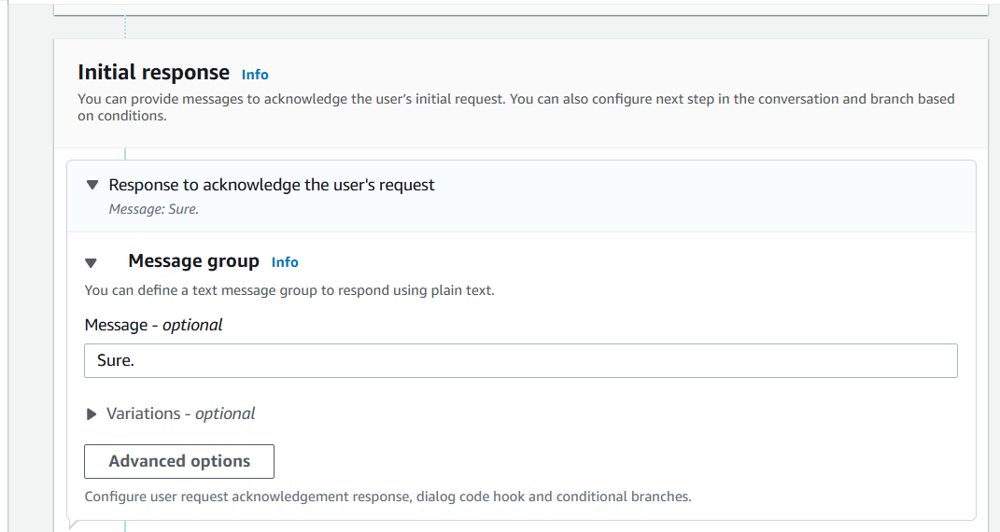 Initial response Info
You can provide messages to acknowledge the user's initial request. You can also configure next step in the conversation and branch based
on conditions.
Response to acknowledge the user's request
Message: Sure.
Message group Info
You can define a text message group to respond using plain text.
Message - optional
Sure.
Variations - optional
Advanced options
Configure user request acknowledgement response, dialog code hook and conditional branches.